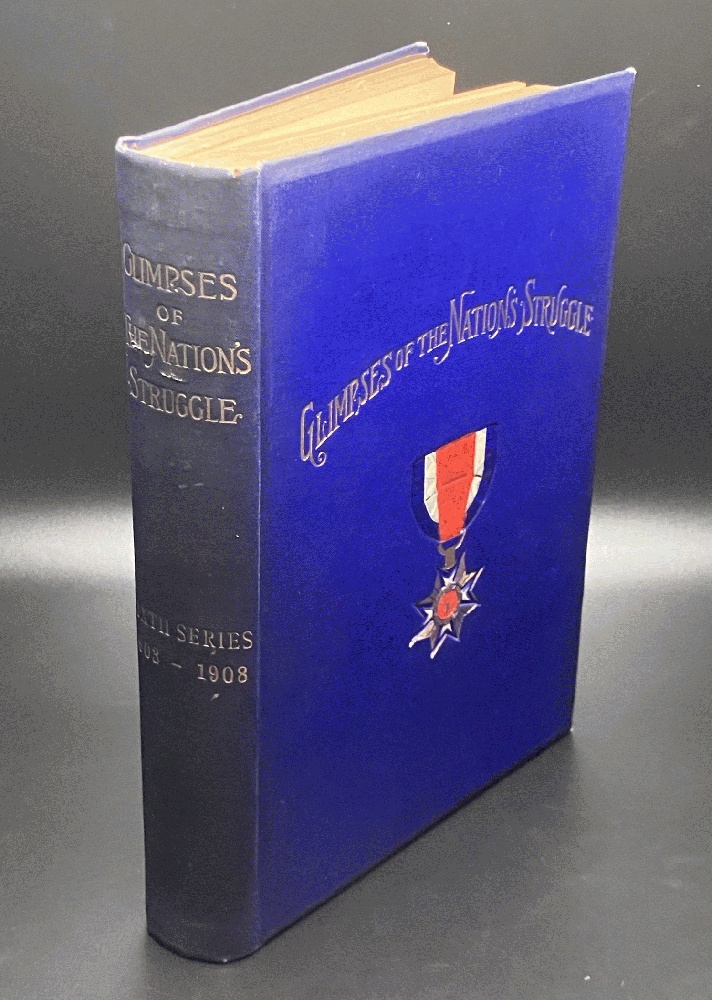 GLIMPSES
OF
THE NATION'S
STRUGGLE
SERIES
– 1908
GLIMPSES OF THE NATION'S STRUGGLE